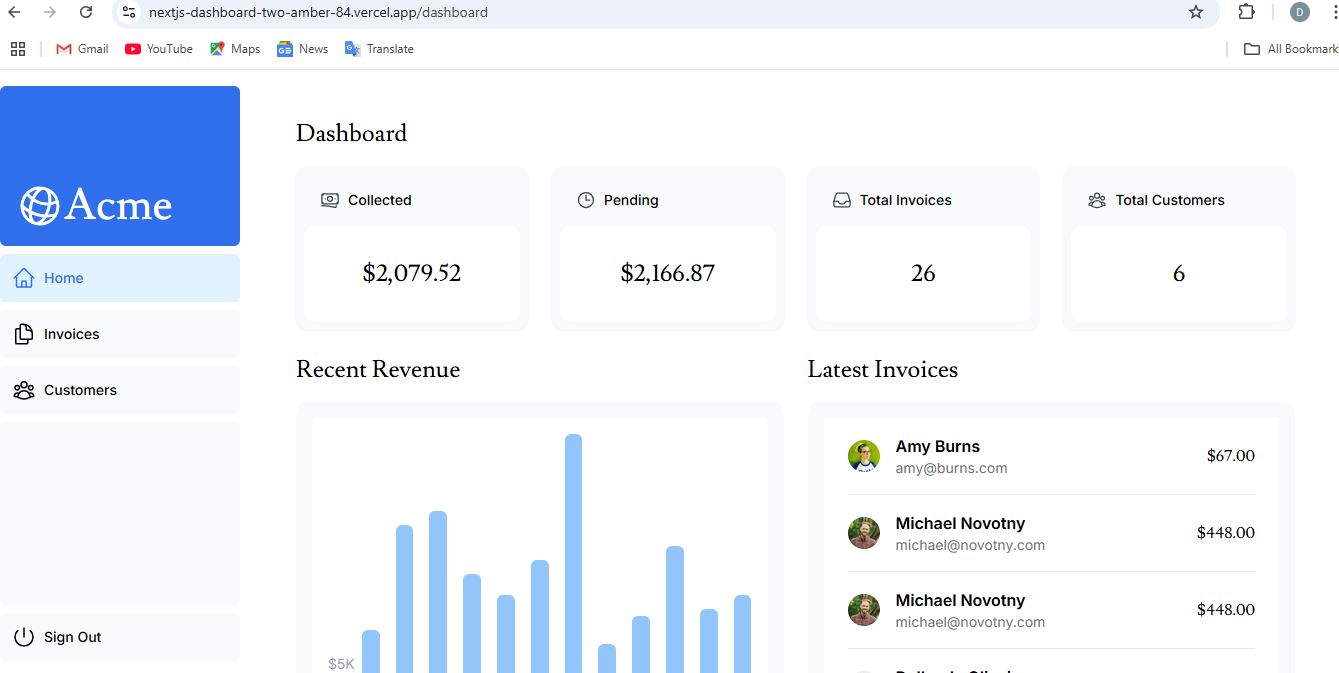 nextjs-dashboard-two-amber-84.vercel.app/dashboard
D
Gmail
YouTube
Maps
News
Translate
All Bookmark
Acme
Home
Invoices
Customers
Sign Out
Dashboard
Collected
$2,079.52
Pending
$2,166.87
Total Invoices
26
Total Customers
6
Recent Revenue
$5K
Latest Invoices
Amy Burns
amy@burns.com
$67.00
Michael Novotny
michael@novotny.com
$448.00
Michael Novotny
michael@novotny.com
$448.00